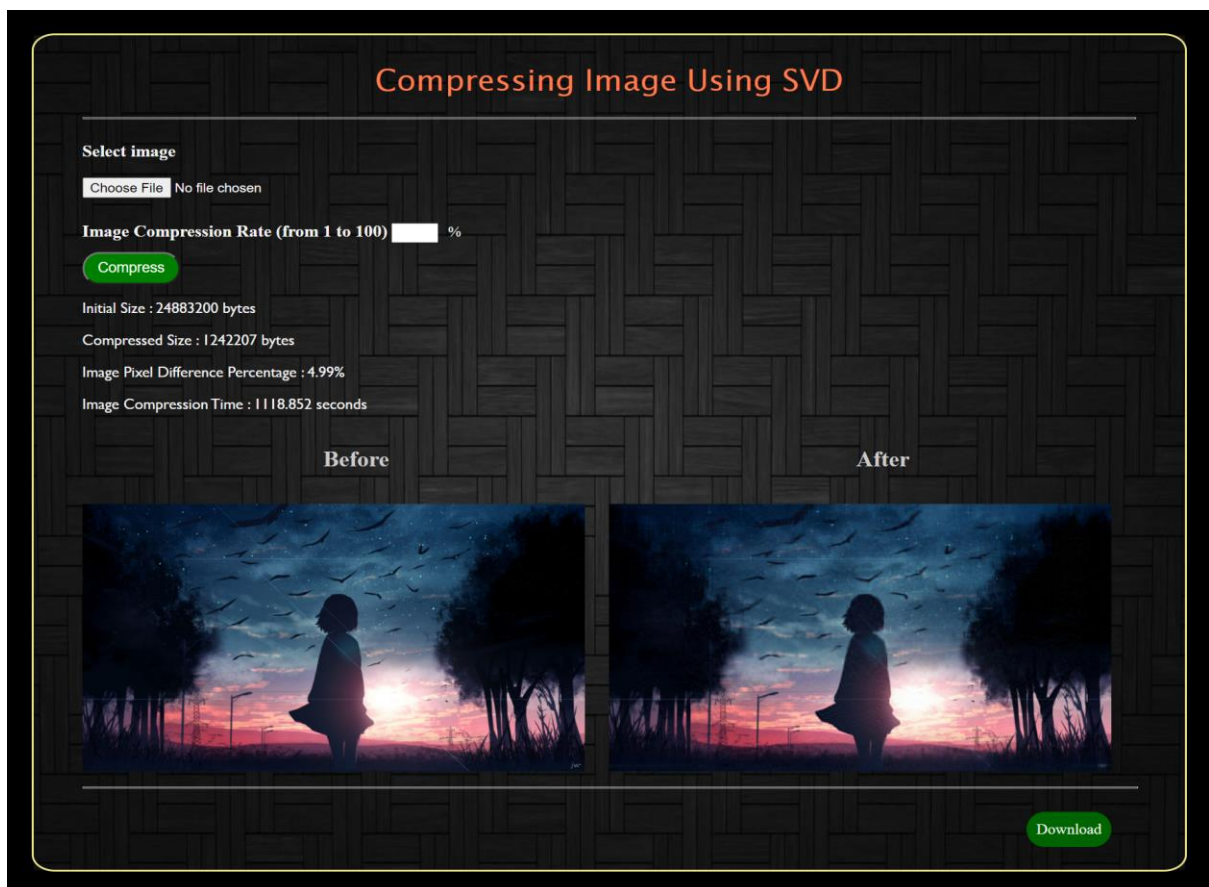 Compressing Image Using SVD
Select image
Choose File No file chosen
Image Compression Rate (from 1 to 100) %
Compress
Initial Size : 24883200 bytes
Compressed Size : 1242207 bytes
Image Pixel Difference Percentage : 4.99%
Image Compression Time : 1118.852 seconds
Before After
Download